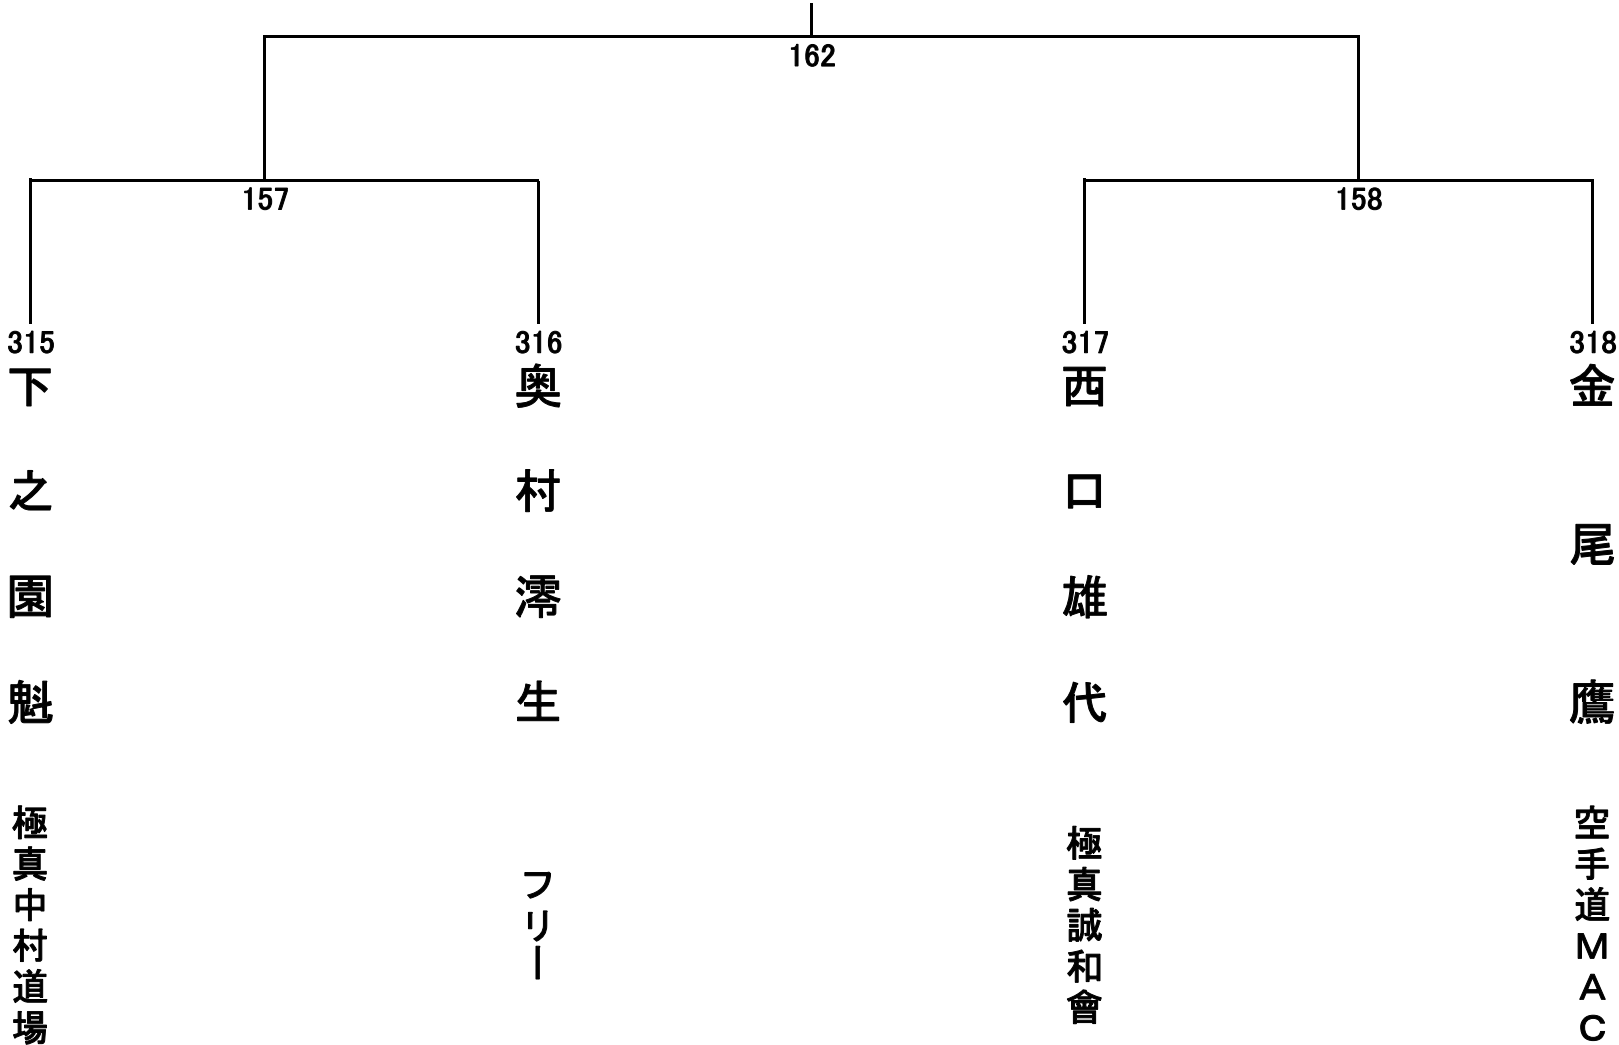 162
157
158
315
下之園魁
極真中村道場
316
奥村澪生
フリー
317
西口雄代
極真誠和會
318
金尾鷹
空手道ＭＡＣ